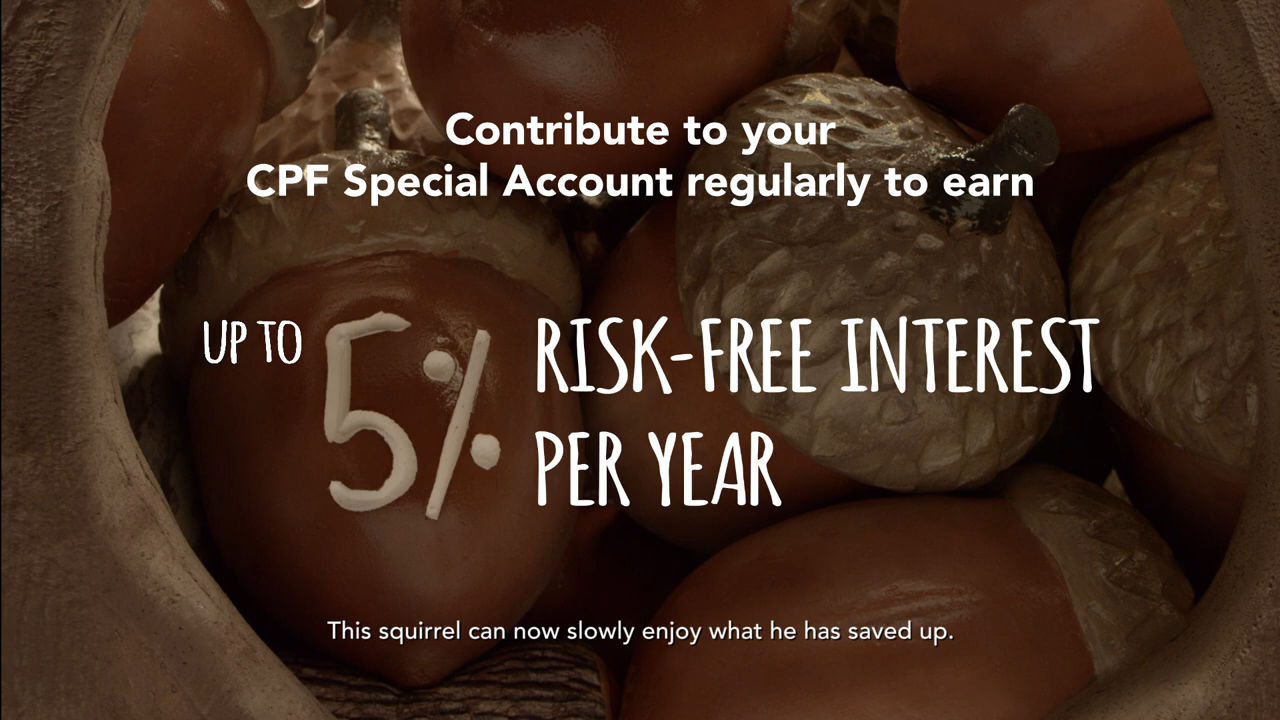 Contribute to your
CPF Special Account regularly to earn
UP TO 5% RISK-FREE INTEREST
PER YEAR
This squirrel can now slowly enjoy what he has saved up.